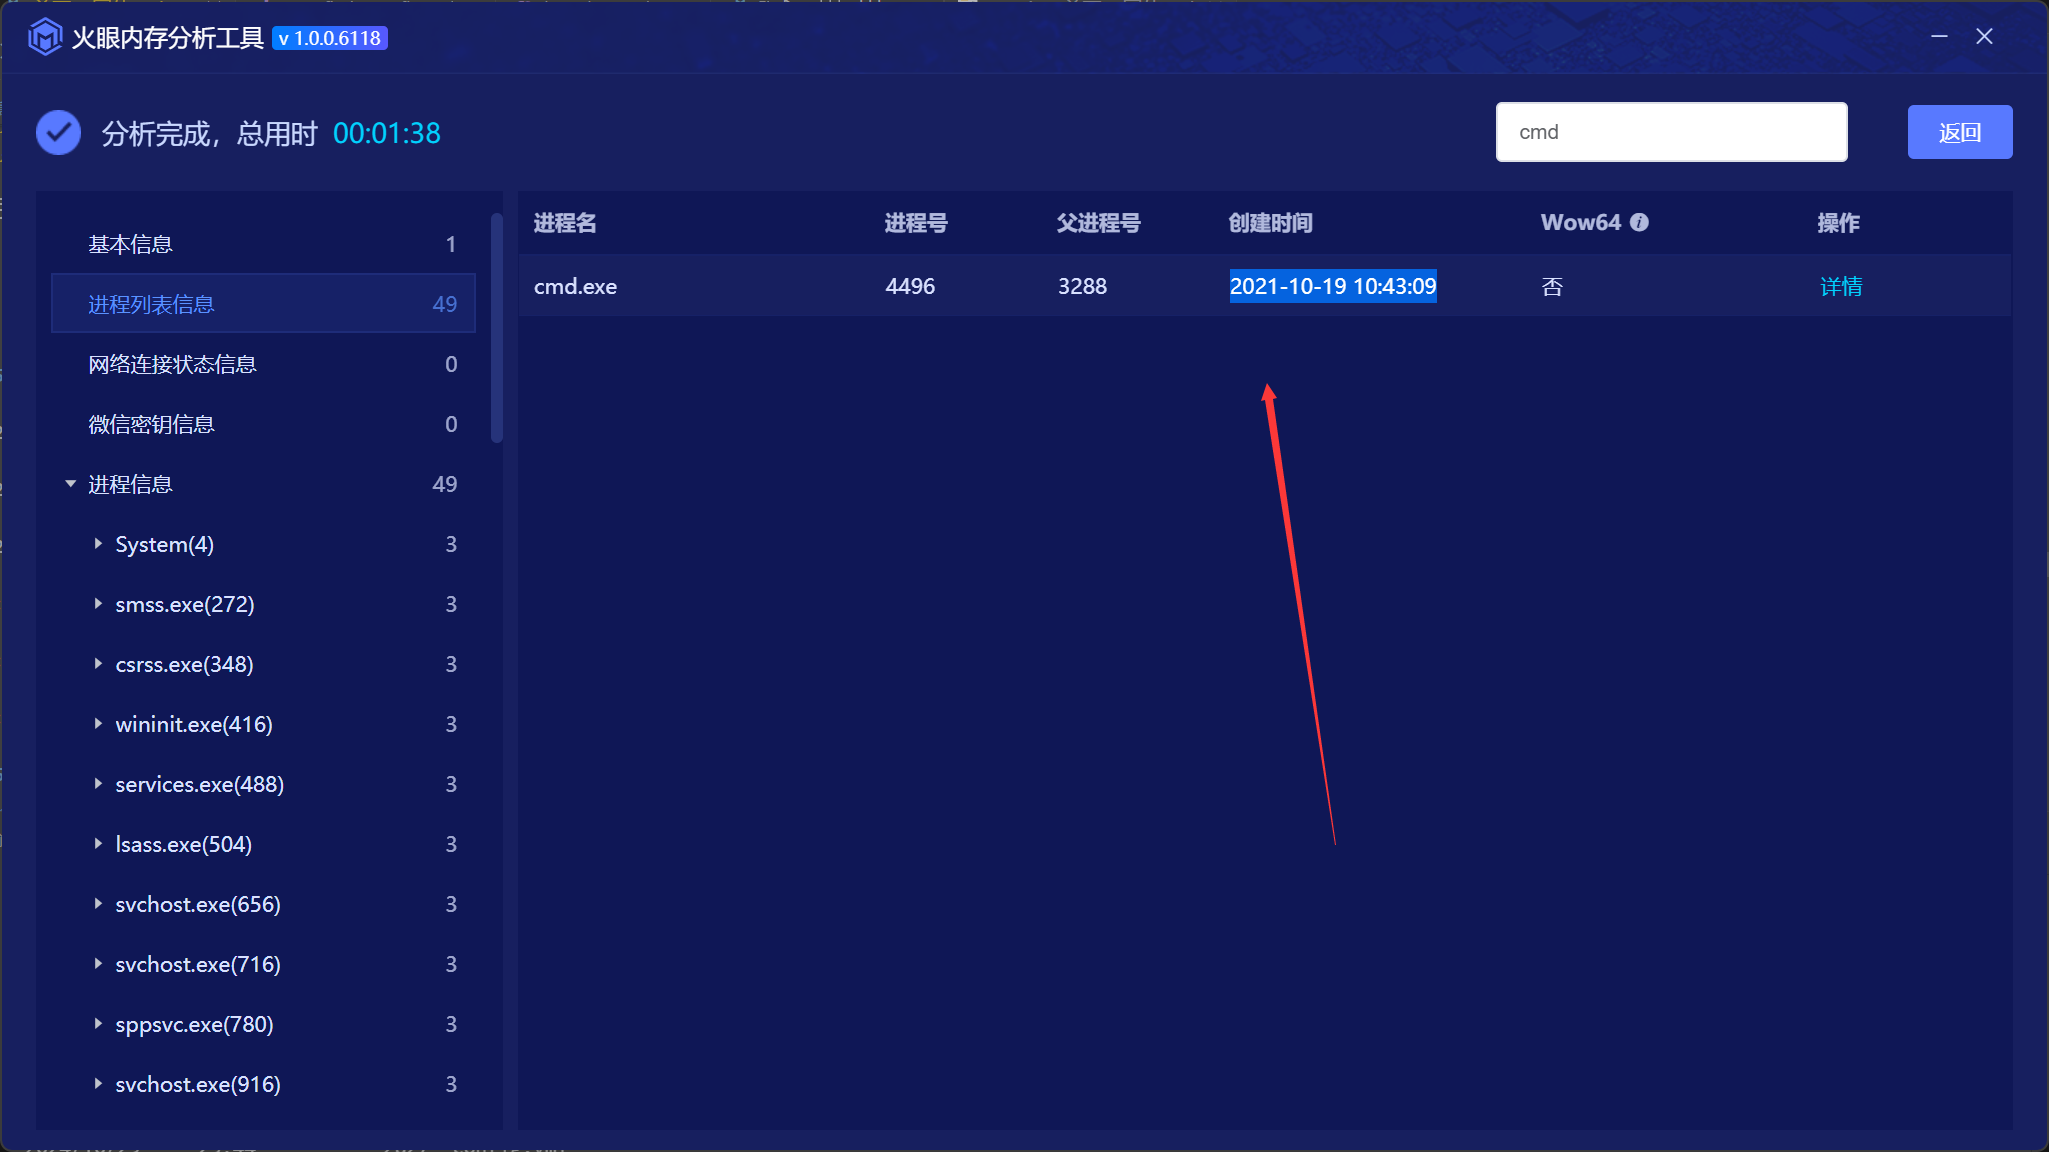 火眼内存分析工具 v 1.0.0.6118
分析完成，总用时 00:01:38
cmd
返回
基本信息 1
进程列表信息 49
网络连接状态信息 0
微信密钥信息 0
进程信息 49
System(4) 3
smss.exe(272) 3
csrss.exe(348) 3
wininit.exe(416) 3
services.exe(488) 3
lsass.exe(504) 3
svchost.exe(656) 3
svchost.exe(716) 3
sppsvc.exe(780) 3
svchost.exe(916) 3
进程名 进程号 父进程号 创建时间 Wow64 操作
cmd.exe 4496 3288 2021-10-19 10:43:09 否 详情